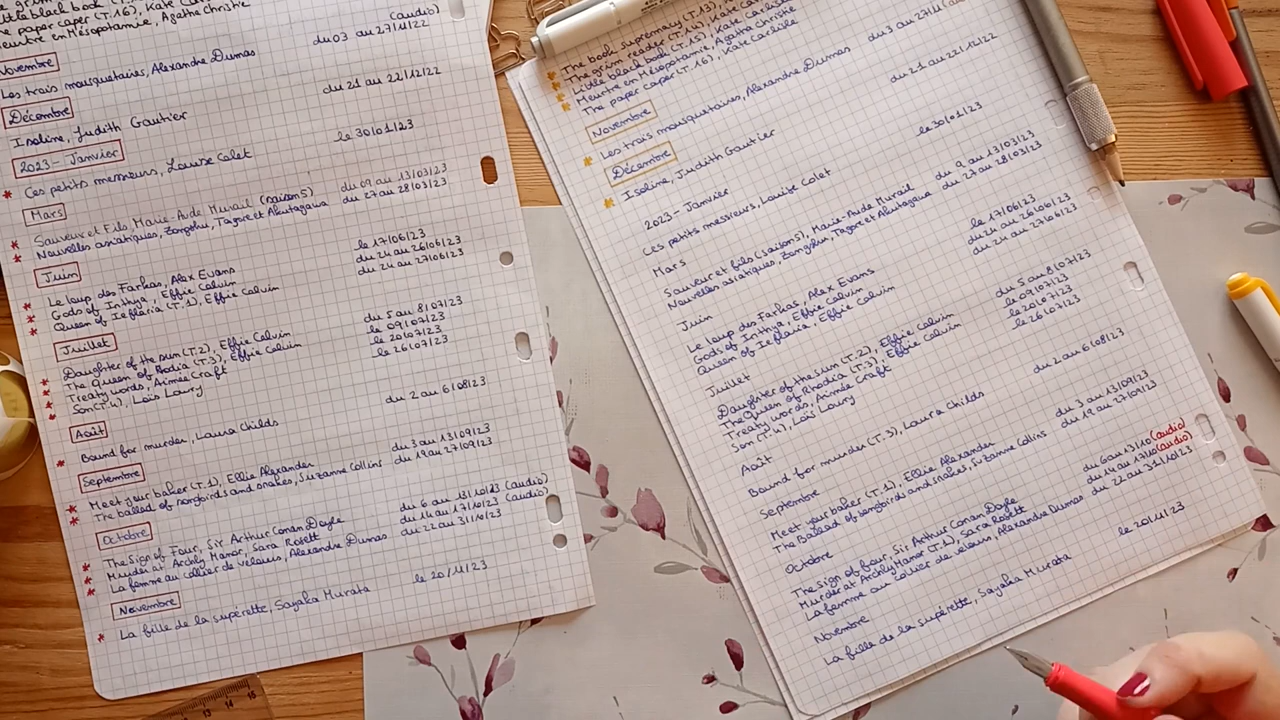 little black book (T.15), Kate
The paper caper (T.16), Kate
Meurtre en Mésopotamie, Agatha Christie
Novembre
Les trois mousquetaires, Alexandre Dumas du 03 au 27/11/22 (audio)
Décembre
Isoline, Judith Gautier du 21 au 22/12/22
2023 - Janvier
* Ces petits messieurs, Louise Colet le 30/01/23
Mars
* Sauveur et Fils, Marie-Aude Murail (saison 5) du 09 au 13/03/23
* Nouvelles asiatiques, Zongshu, Tagore et Akutagawa du 27 au 28/03/23
Juin
* Le loup des Farkas, Alex Evans le 17/06/23
* Gods of Inthya, Effie Calvin du 24 au 26/06/23
* Queen of Ieflaria (T.1), Effie Calvin du 24 au 27/06/23
Juillet
* Daughter of the sun (T.2), Effie Calvin du 5 au 8/07/23
* The Queen of Rhodia (T.3), Effie Calvin le 09/07/23
* Treaty words, Aimée Craft le 20/07/23
* Son (T.4), Loïs Lowry le 26/07/23
Août
* Bound for murder, Laura Childs du 2 au 6/08/23
Septembre
* Meet your baker (T.1), Ellie Alexander du 3 au 13/09/23
* The ballad of songbirds and snakes, Suzanne Collins du 19 au 27/09/23
Octobre
* The sign of Four, Sir Arthur Conan Doyle du 6 au 13/10/23 (audio)
* Murder at Archly Manor, Sara Rosett du 14 au 17/10/23 (audio)
* La femme au collier de velours, Alexandre Dumas du 22 au 31/10/23
Novembre
* La fille de la supérette, Sayaka Murata le 20/11/23
13 14 15
* The book supremacy (T.13), Kate
* The grim reader (T.14), Kate Carlisle
* Little black book (T.15), Kate Carlisle
* Meurtre en Mésopotamie, Agatha Christie
The paper caper (T.16), Kate Carlisle
Novembre
* Les trois mousquetaires, Alexandre Dumas du 3 au 27/11
Décembre
* Isoline, Judith Gautier du 21 au 22/12/22
2023 - Janvier
Ces petits messieurs, Louise Colet le 30/01/23
Mars
Sauveur et fils (saison 5), Marie-Aude Murail du 9 au 13/03/23
Nouvelles asiatiques, Zongshu, Tagore et Akutagawa du 27 au 28/03/23
Juin
Le loup des Farkas, Alex Evans le 17/06/23
Gods of Inthya, Effie Calvin du 24 au 26/06/23
Queen of Ieflaria, Effie Calvin du 24 au 27/06/23
Juillet
Daughter of the sun (T.2), Effie Calvin du 5 au 8/07/23
The Queen of Rhodia (T.3), Effie Calvin le 09/07/23
Treaty words, Aimée Craft le 20/07/23
Son (T.4), Loïs Lowry le 26/07/23
Août
Bound for murder (T.3), Laura Childs du 2 au 6/08/23
Septembre
Meet your baker (T.1), Ellie Alexander du 3 au 13/09/23
The Ballad of songbirds and snakes, Suzanne Collins du 19 au 27/09/23
Octobre
The sign of four, Sir Arthur Conan Doyle du 6 au 13/10 (audio)
Murder at Archly Manor (T.1), Sara Rosett du 14 au 17/10 (audio)
La femme au collier de velours, Alexandre Dumas du 22 au 31/10/23
Novembre
La fille de la supérette, Sayaka Murata le 20/11/23